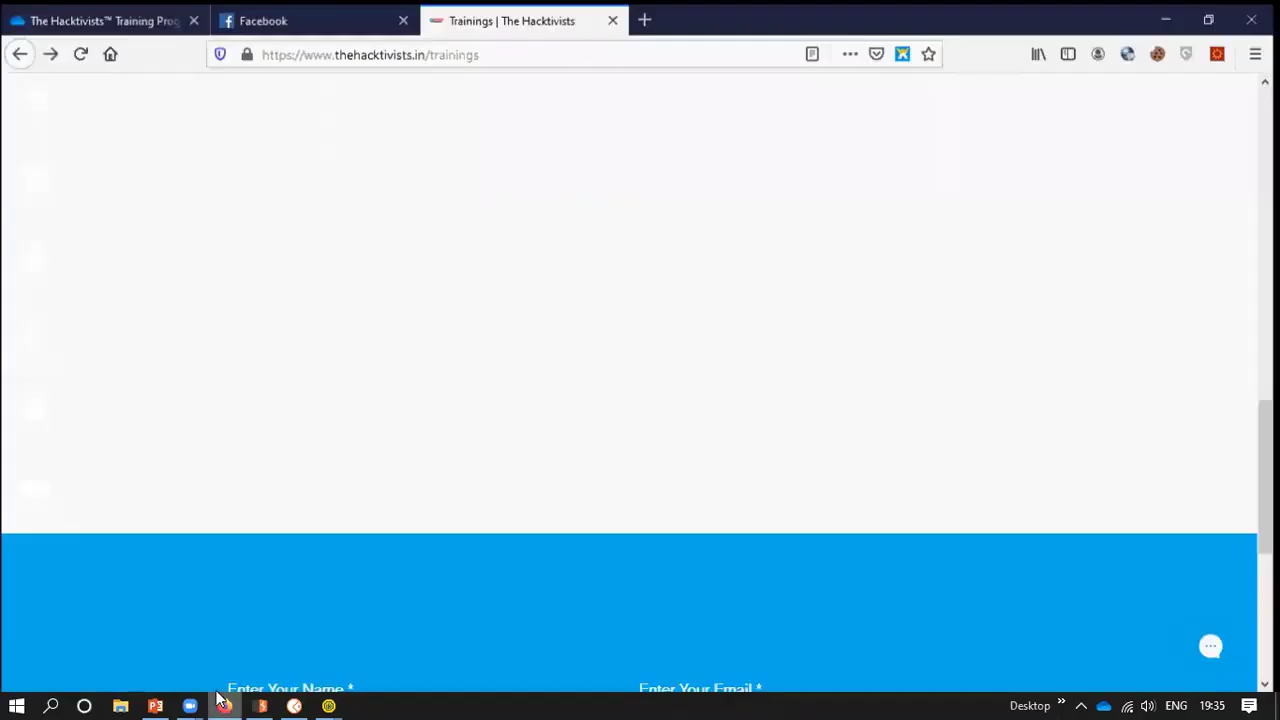 The Hacktivists™ Training Prog
Facebook
Trainings | The Hacktivists
https://www.thehacktivists.in/trainings
Enter Your Name *
Enter Your Email *
Desktop
ENG
19:35